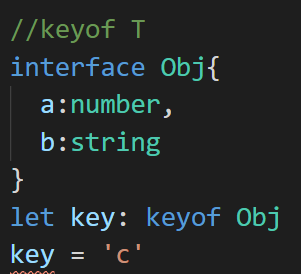 //keyof T
interface Obj{
  a:number,
  b:string
}
let key: keyof Obj
key = 'c'